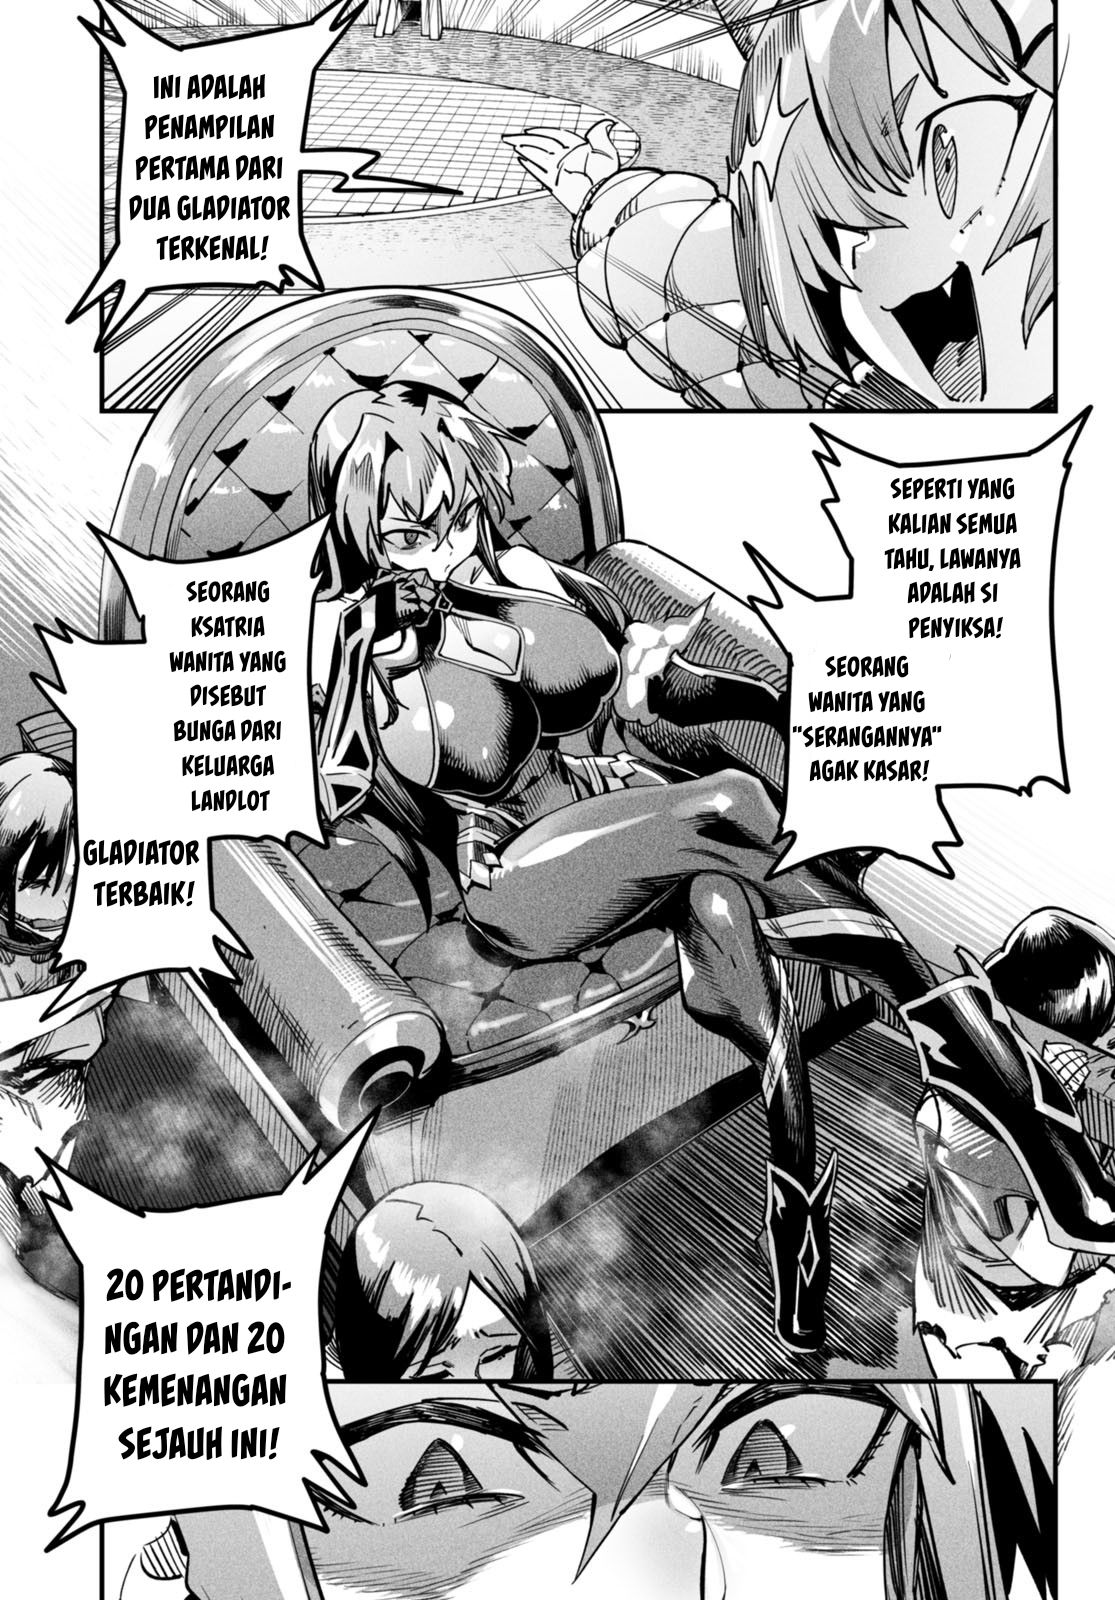 INI ADALAH
PENAMPILAN
PERTAMA DARI
DUA GLADIATOR
TERKENAL!
SEPERTI YANG
KALIAN SEMUA
TAHU, LAWANYA
ADALAH SI
PENYIKSA!
SEORANG
WANITA YANG
"SERANGANNYA"
AGAK KASAR!
SEORANG
KSATRIA
WANITA YANG
DISEBUT
BUNGA DARI
KELUARGA
LANDLOT
GLADIATOR
TERBAIK!
20 PERTANDI-
NGAN DAN 20
KEMENANGAN
SEJAUH INI!